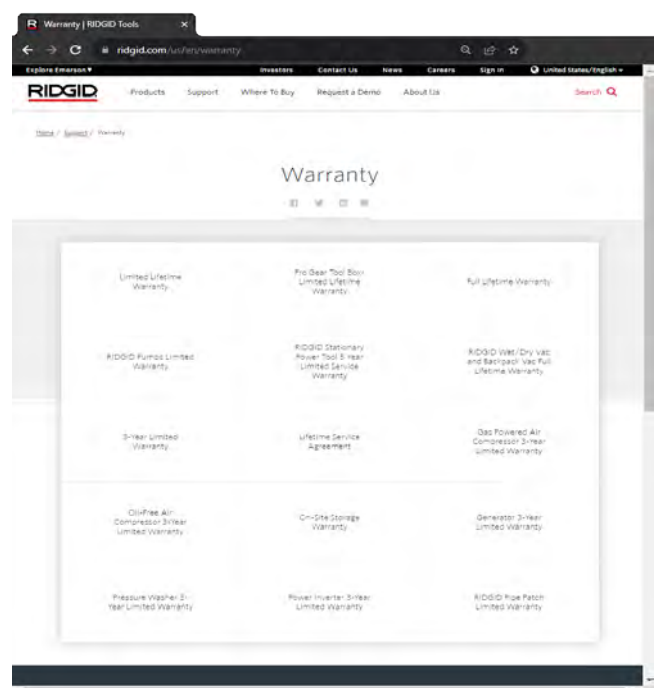 Warranty | RIDGID Tools
ridgid.com/us/en/warranty
Explore Emerson▼ Investors Contact Us News Careers Sign in United States/English
RIDGID Products Support Where To Buy Request a Demo About Us Search
Home / Support / Warranty
Warranty
Limited Lifetime
Warranty
Pro Gear Tool Box
Limited Lifetime
Warranty
Full Lifetime Warranty
RIDGID Pumps Limited
Warranty
RIDGID Stationary
Power Tool 5 Year
Limited Service
Warranty
RIDGID Wet/Dry Vac
and Backpack Vac Full
Lifetime Warranty
3-Year Limited
Warranty
Lifetime Service
Agreement
Gas Powered Air
Compressor 3-Year
Limited Warranty
Oil-Free Air
Compressor 3-Year
Limited Warranty
On-Site Storage
Warranty
Generator 3-Year
Limited Warranty
Pressure Washer 3-
Year Limited Warranty
Power Inverter 3-Year
Limited Warranty
RIDGID Pipe Patch
Limited Warranty